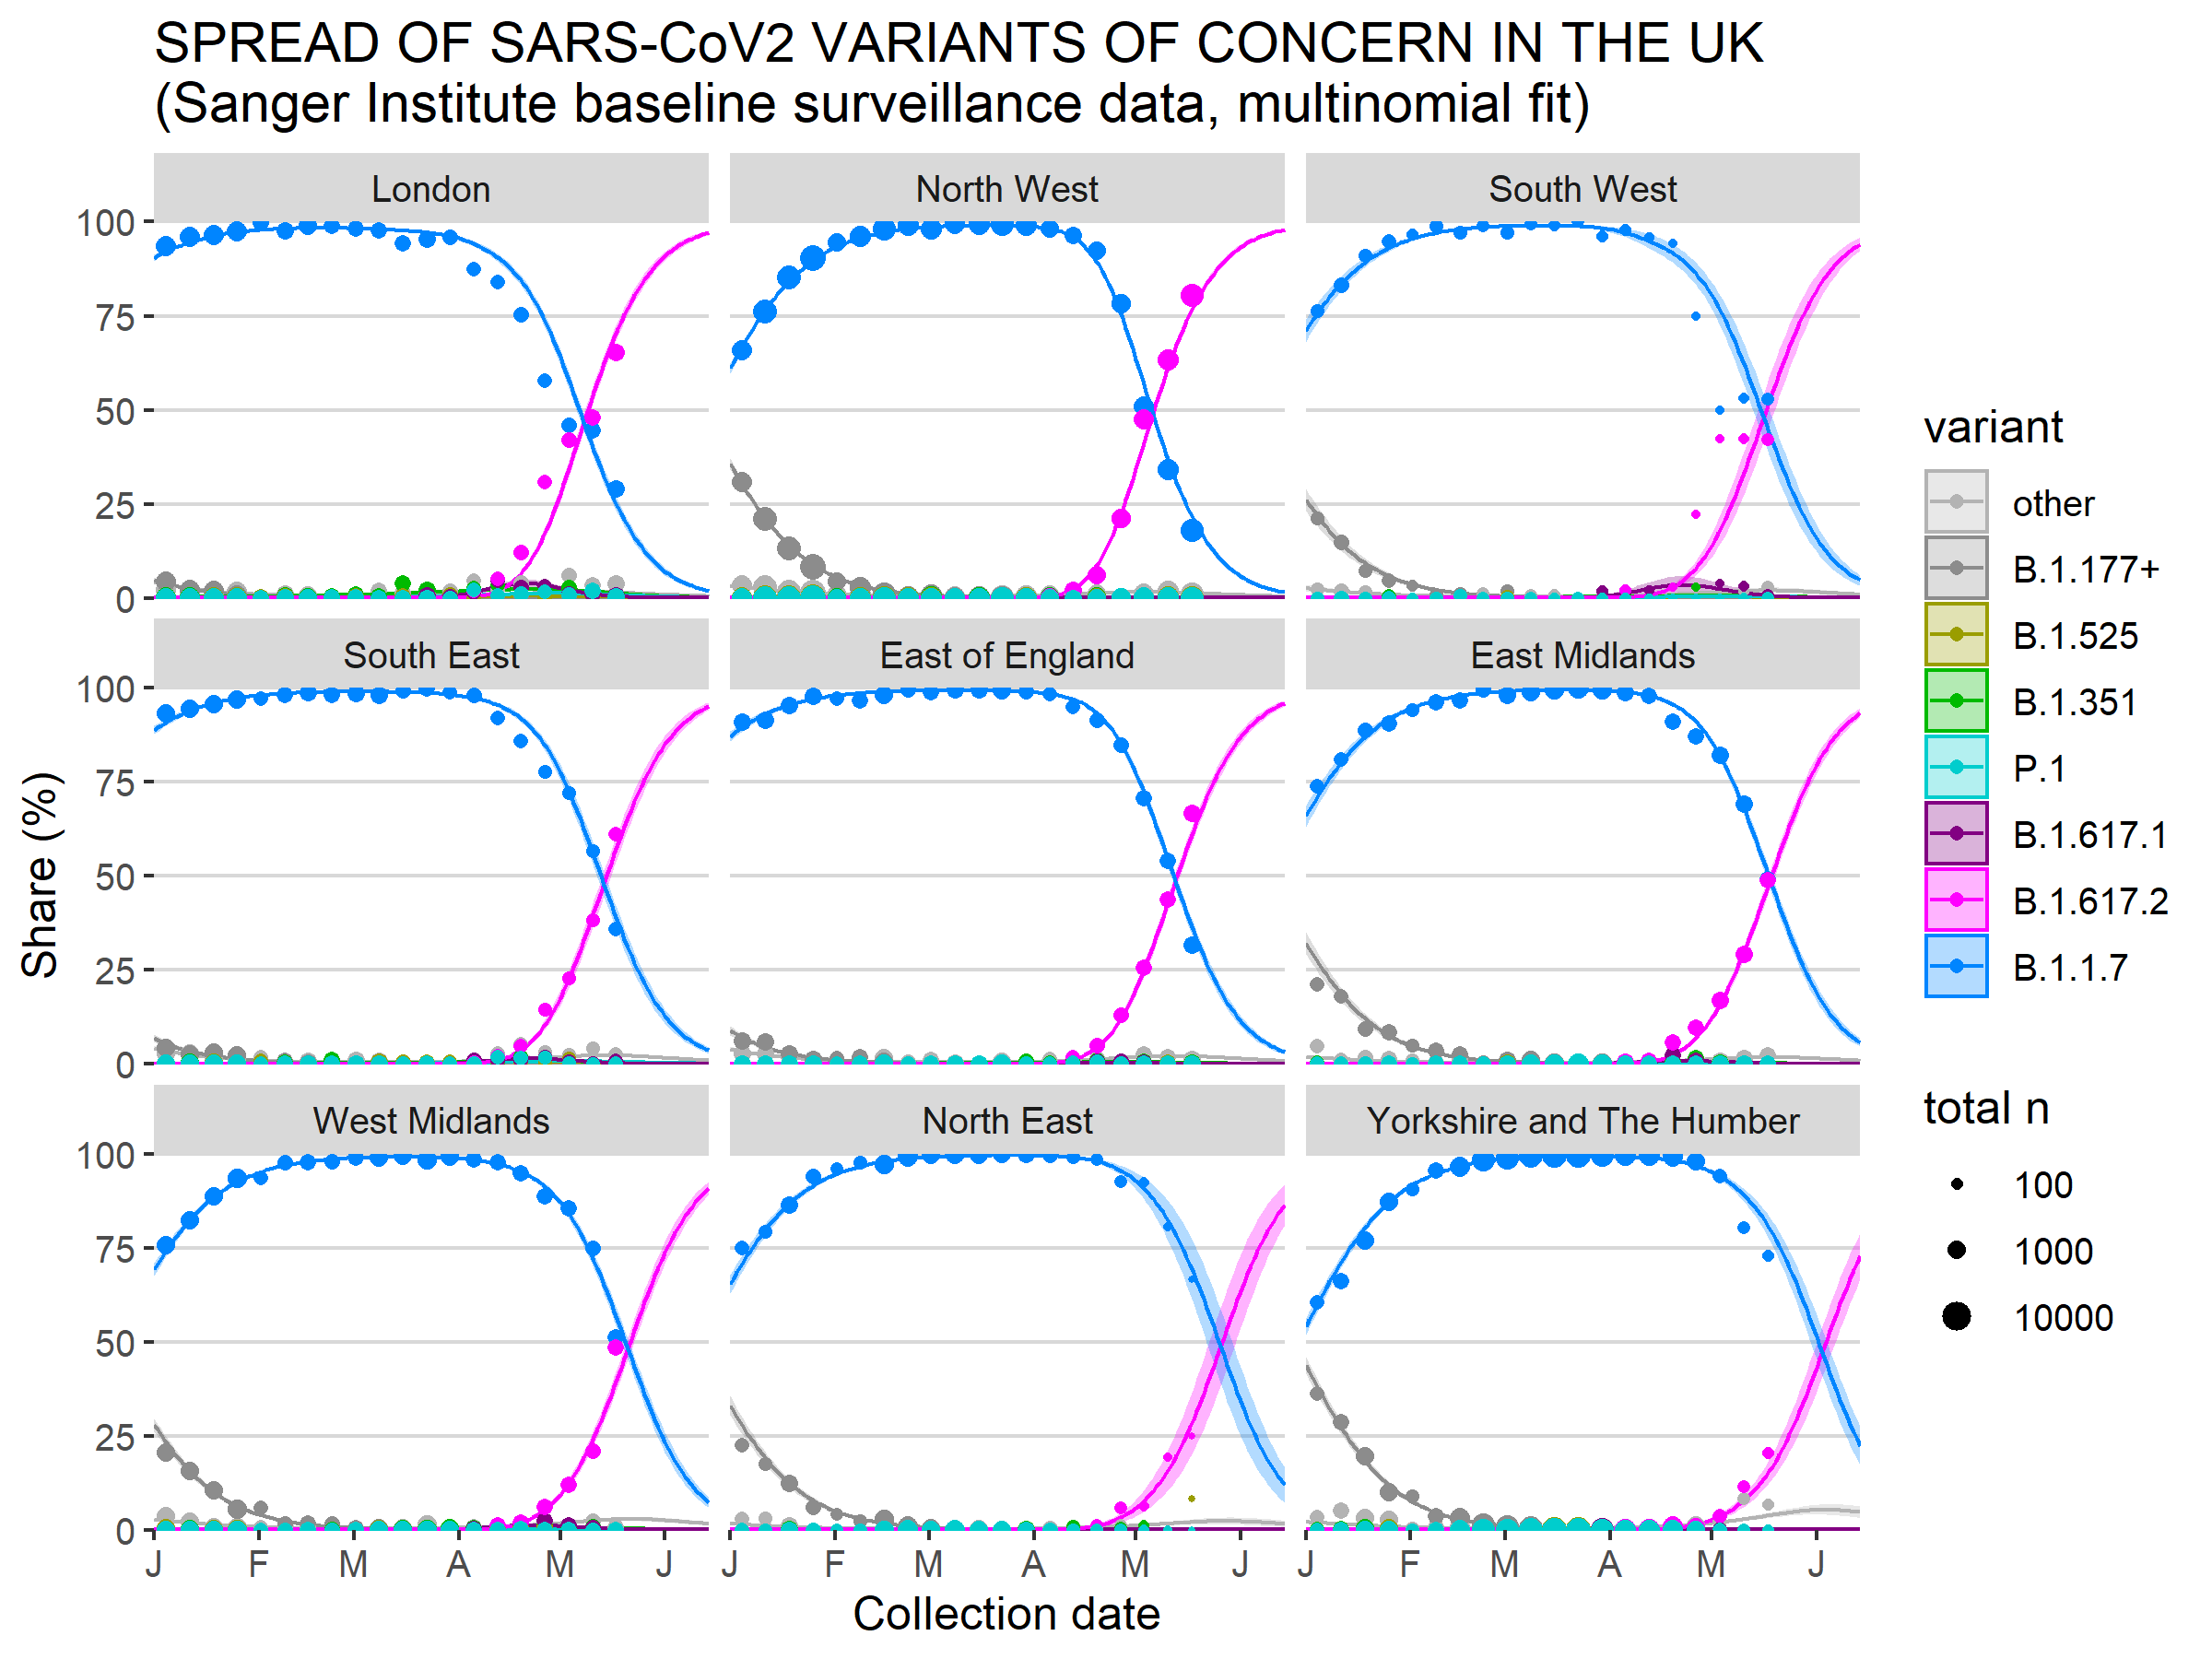 SPREAD OF SARS-CoV2 VARIANTS OF CONCERN IN THE UK
(Sanger Institute baseline surveillance data, multinomial fit)
London
North West
South West
100
75
50
25
0
South East
East of England
East Midlands
100
75
50
25
0
West Midlands
North East
Yorkshire and The Humber
100
75
50
25
0
J F M A M J
J F M A M J
J F M A M J
Share (%)
Collection date
variant
other
B.1.177+
B.1.525
B.1.351
P.1
B.1.617.1
B.1.617.2
B.1.1.7
total n
100
1000
10000